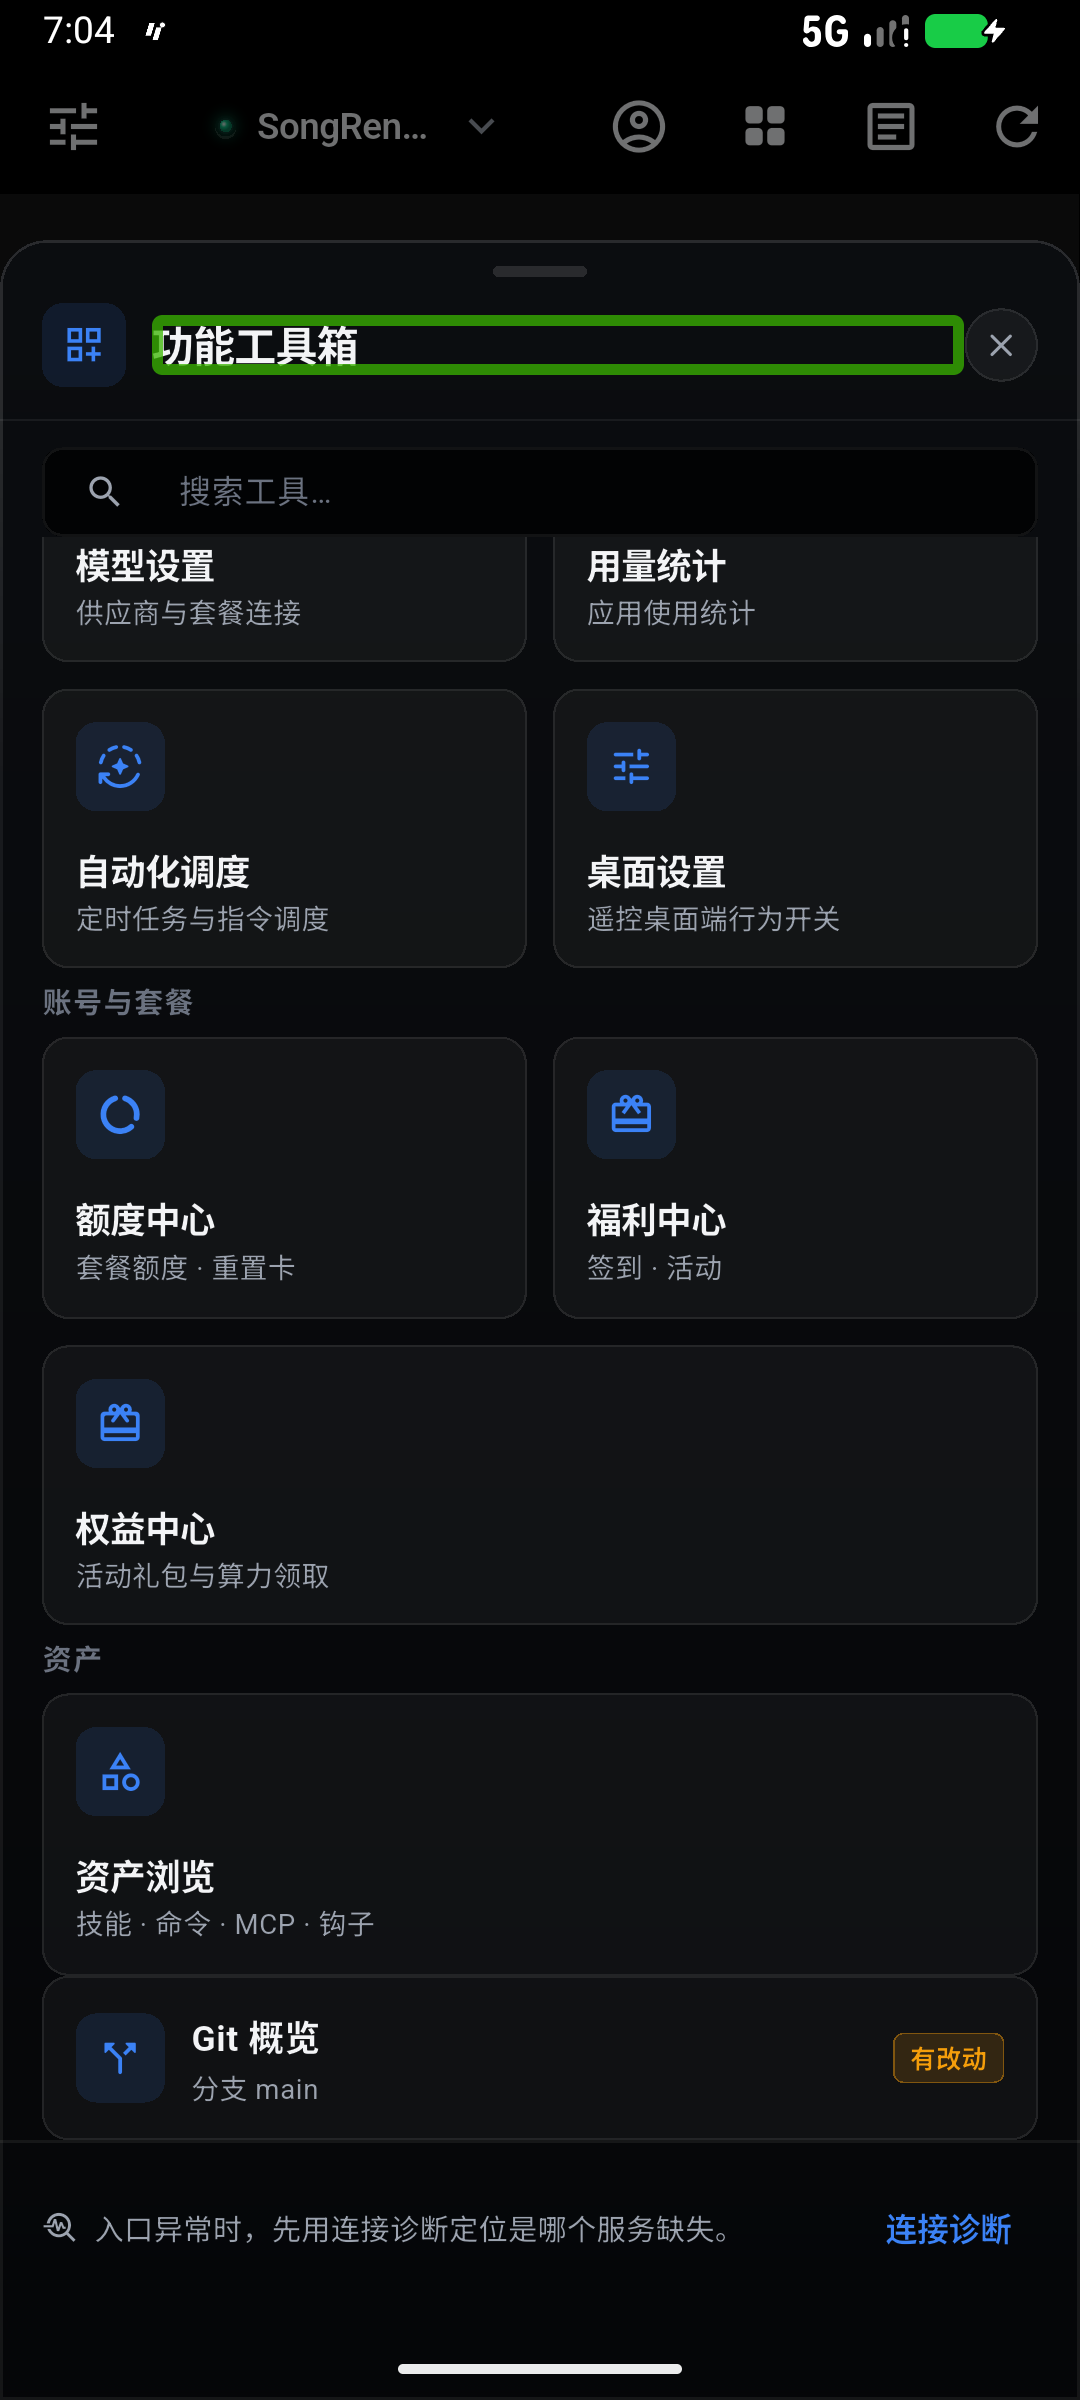 7:04
5G
SongRen...
功能工具箱
搜索工具...
模型设置
供应商与套餐连接
用量统计
应用使用统计
自动化调度
定时任务与指令调度
桌面设置
遥控桌面端行为开关
账号与套餐
额度中心
套餐额度 · 重置卡
福利中心
签到 · 活动
权益中心
活动礼包与算力领取
资产
资产浏览
技能 · 命令 · MCP · 钩子
Git 概览
分支 main
有改动
入口异常时，先用连接诊断定位是哪个服务缺失。
连接诊断